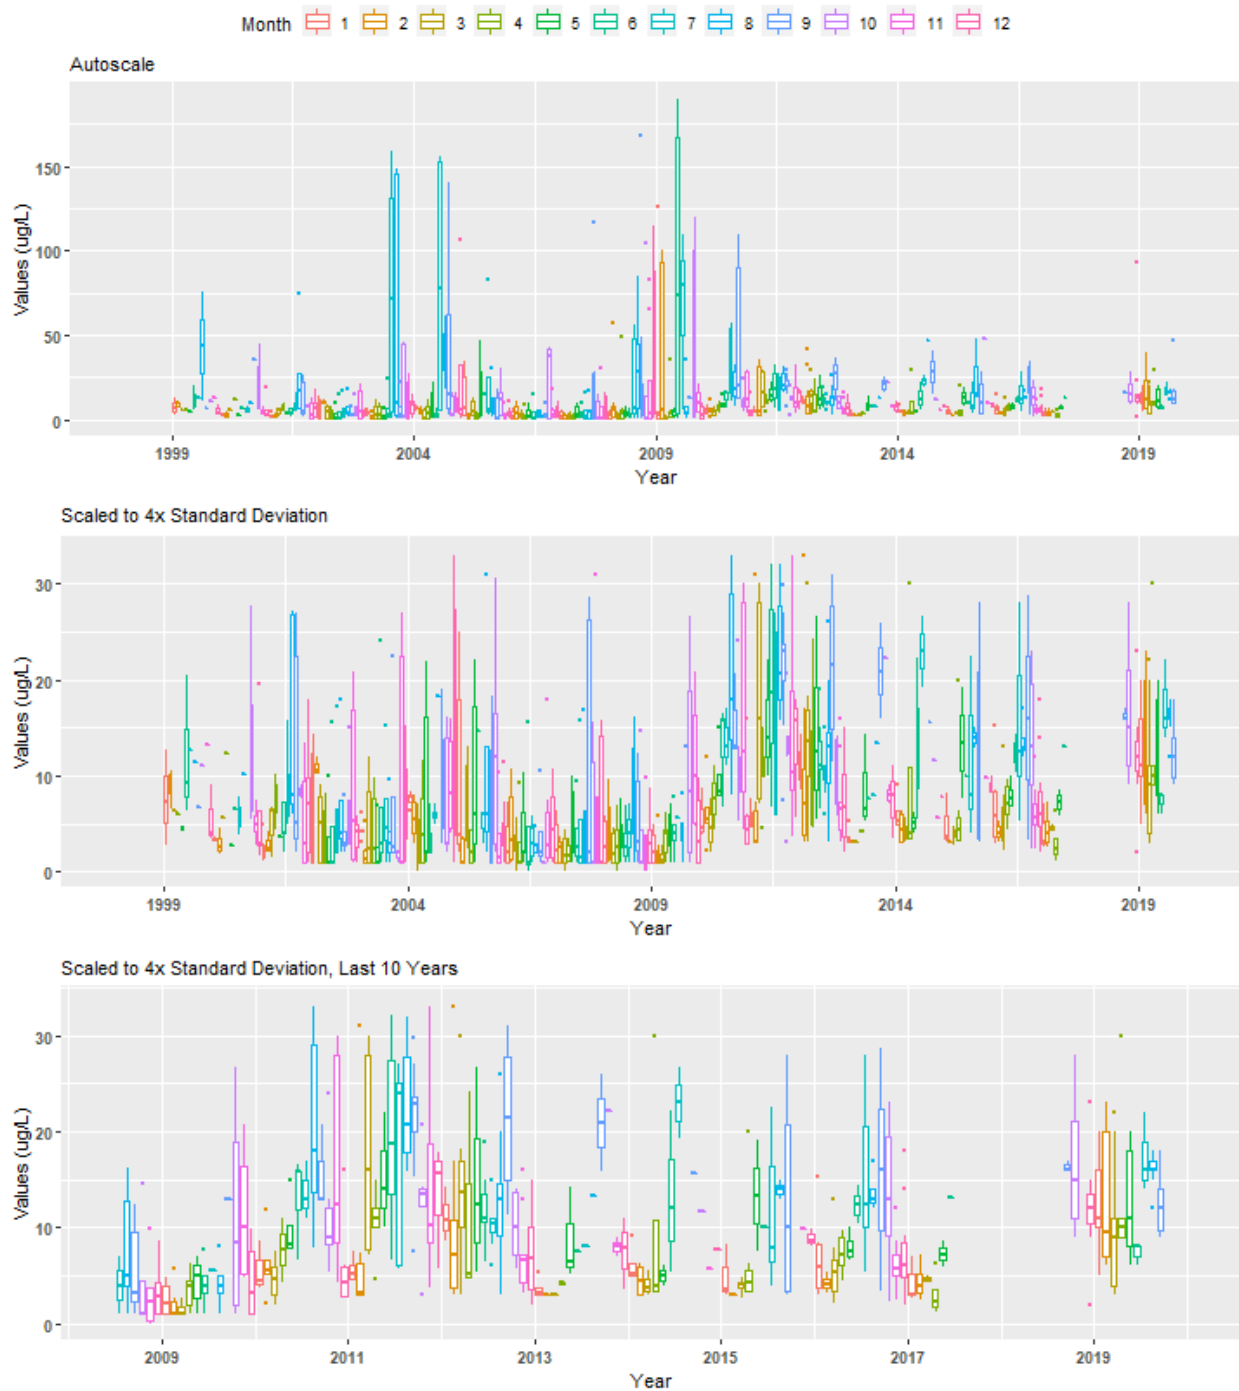 Month 1 2 3 4 5 6 7 8 9 10 11 12
Autoscale
Values (ug/L)
150
100
50
0
1999 2004 2009 2014 2019
Year
Scaled to 4x Standard Deviation
Values (ug/L)
30
20
10
0
1999 2004 2009 2014 2019
Year
Scaled to 4x Standard Deviation, Last 10 Years
Values (ug/L)
30
20
10
0
2009 2011 2013 2015 2017 2019
Year